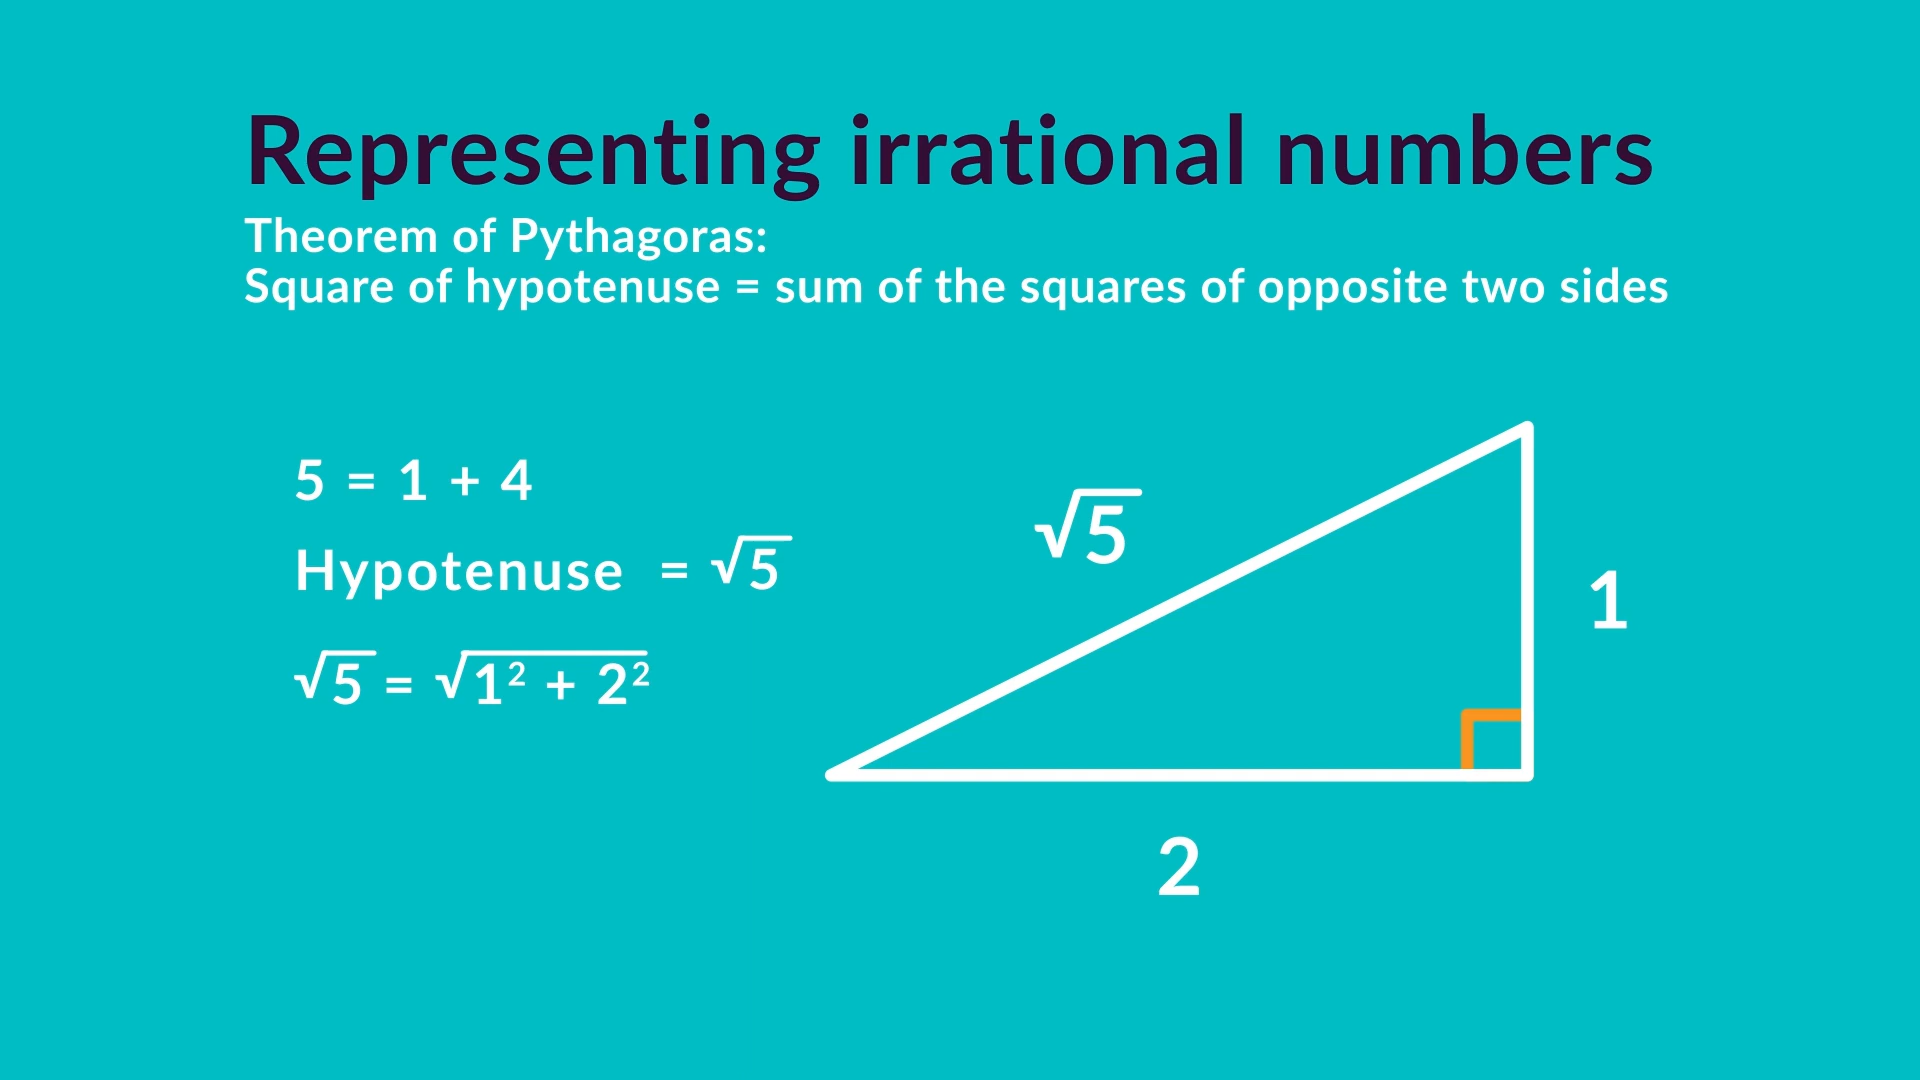 Representing irrational numbers
Theorem of Pythagoras:
Square of hypotenuse = sum of the squares of opposite two sides
5 = 1 + 4
Hypotenuse = √5
√5 = √1² + 2²
√5
1
2